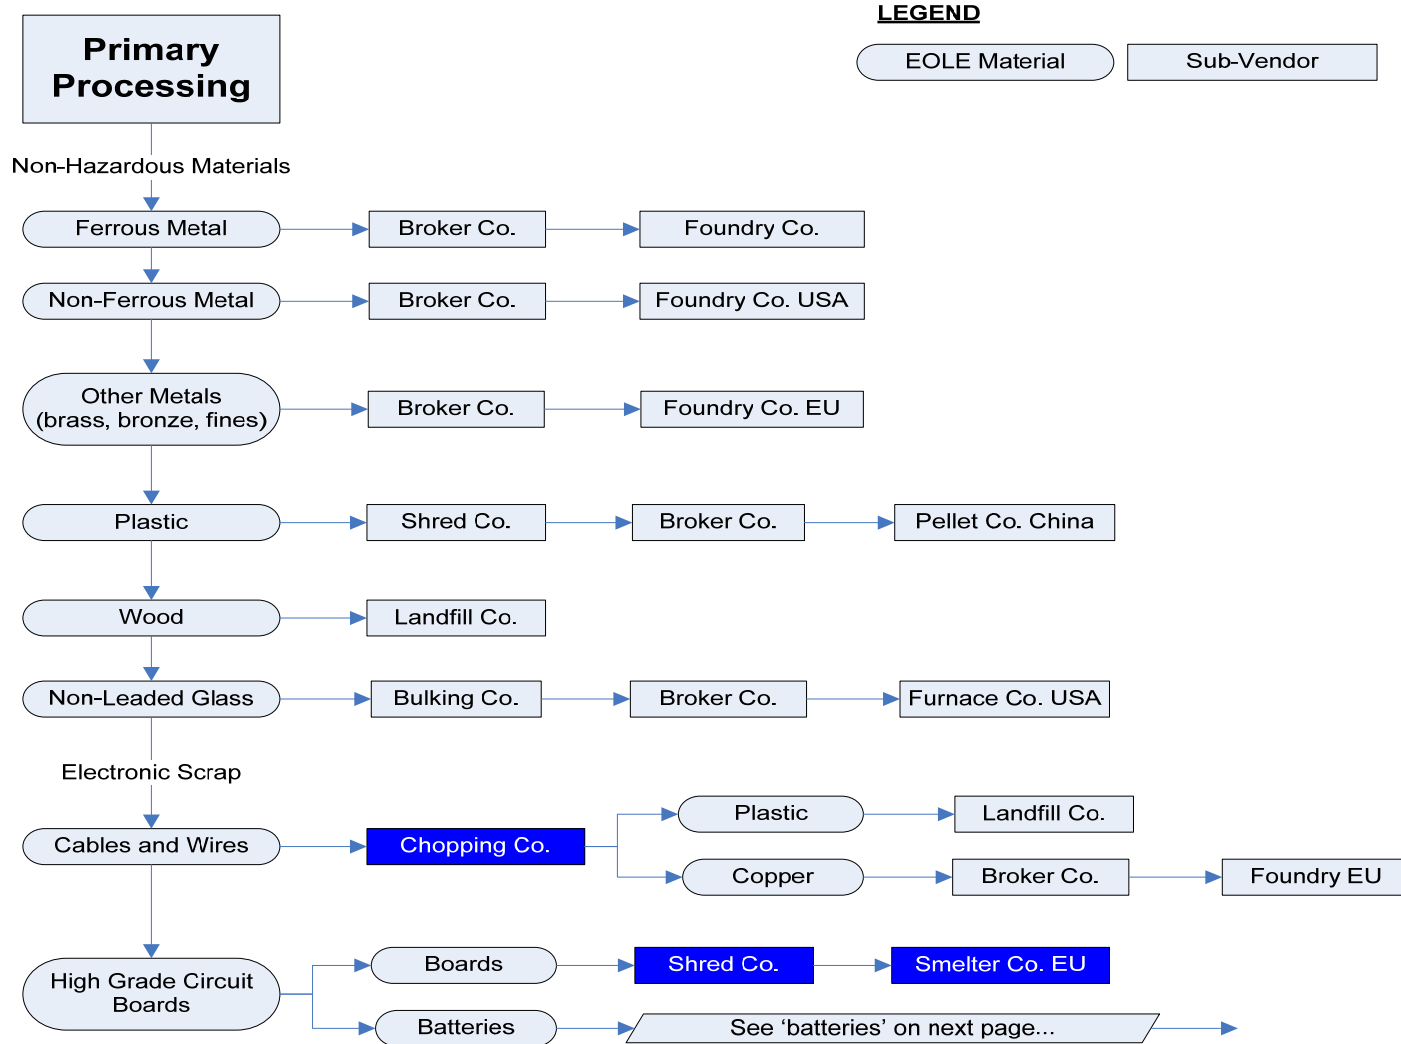 LEGEND
Primary
Processing
EOLE Material
Sub-Vendor
Non-Hazardous Materials
Ferrous Metal
Broker Co.
Foundry Co.
Non-Ferrous Metal
Broker Co.
Foundry Co. USA
Other Metals
(brass, bronze, fines)
Broker Co.
Foundry Co. EU
Plastic
Shred Co.
Broker Co.
Pellet Co. China
Wood
Landfill Co.
Non-Leaded Glass
Bulking Co.
Broker Co.
Furnace Co. USA
Electronic Scrap
Cables and Wires
Chopping Co.
Plastic
Landfill Co.
Copper
Broker Co.
Foundry EU
High Grade Circuit
Boards
Boards
Shred Co.
Smelter Co. EU
Batteries
See ‘batteries’ on next page...